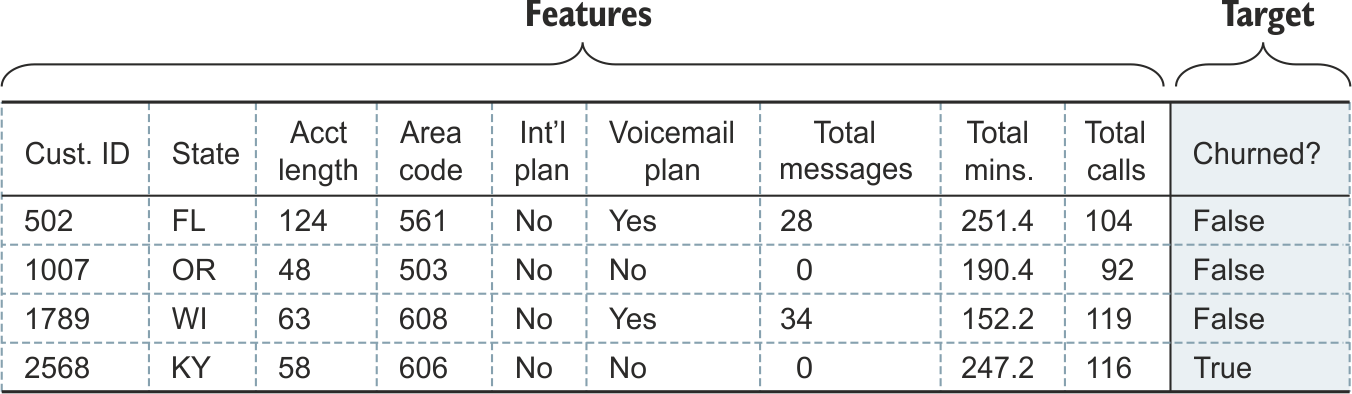 Features Target
Cust. ID State Acct length Area code Int'l plan Voicemail plan Total messages Total mins. Total calls Churned?
502 FL 124 561 No Yes 28 251.4 104 False
1007 OR 48 503 No No 0 190.4 92 False
1789 WI 63 608 No Yes 34 152.2 119 False
2568 KY 58 606 No No 0 247.2 116 True